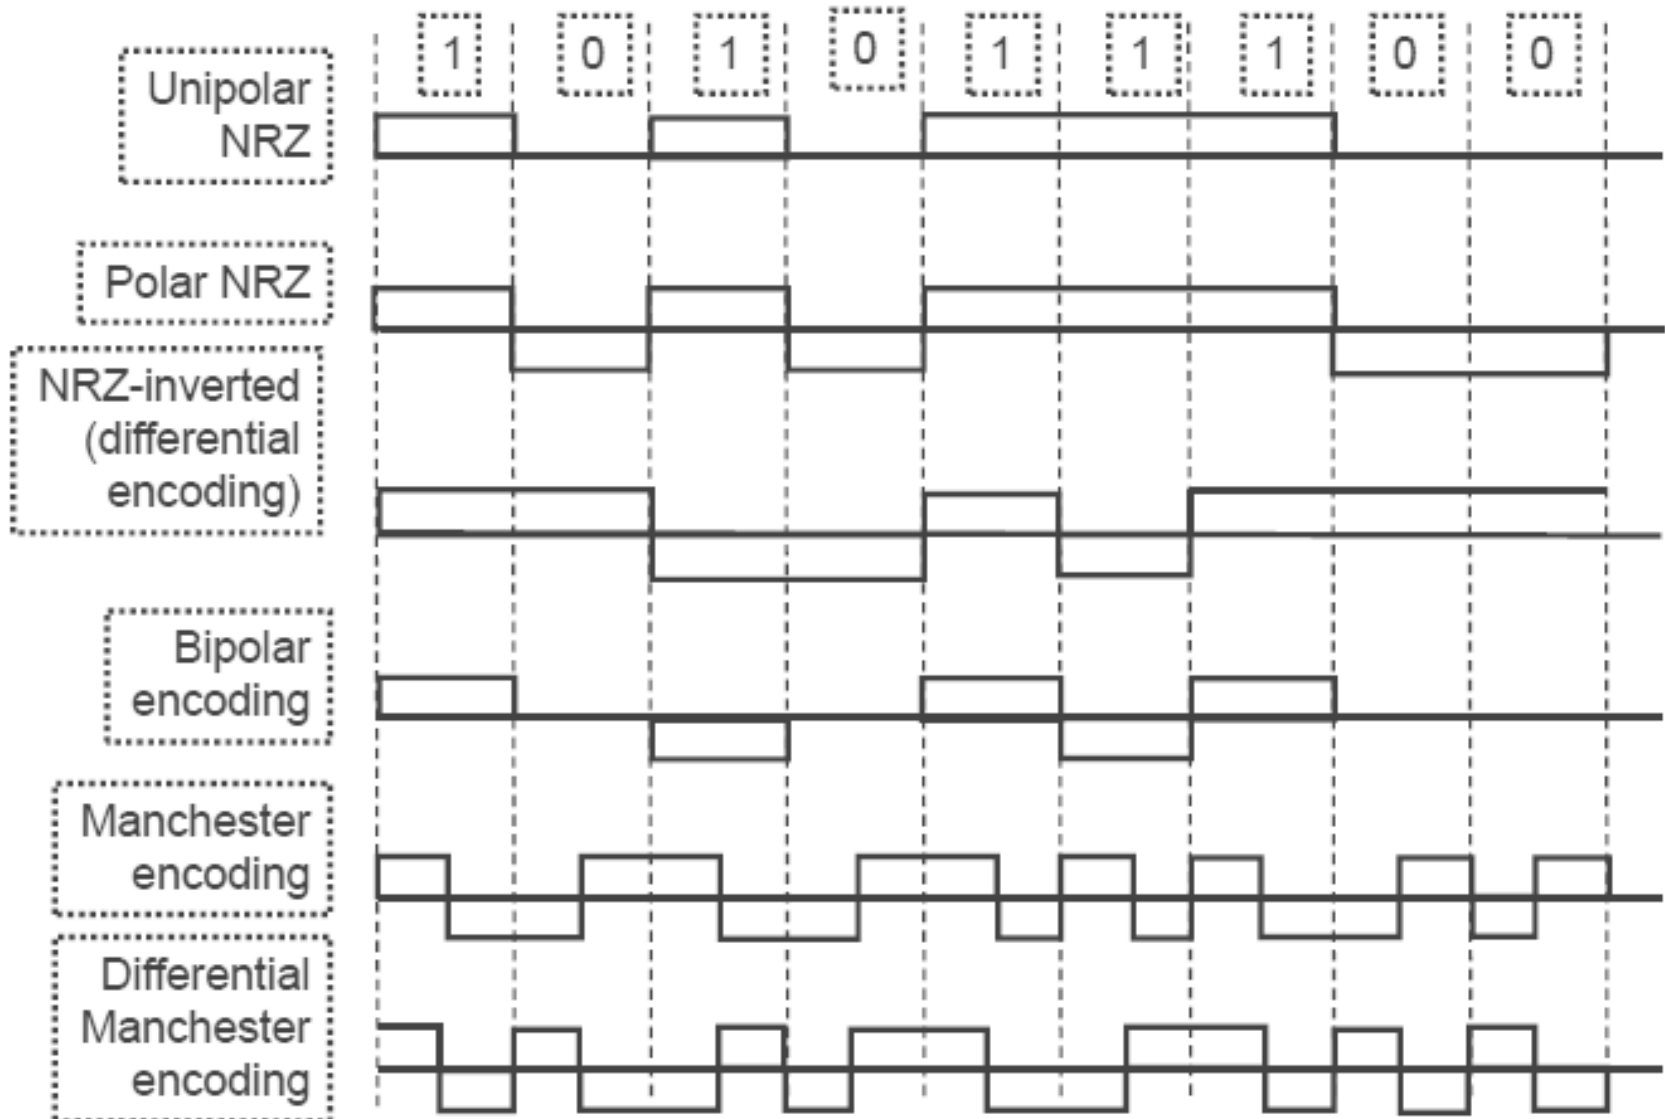 1 0 1 0 1 1 1 0 0
Unipolar
NRZ
Polar NRZ
NRZ-inverted
(differential
encoding)
Bipolar
encoding
Manchester
encoding
Differential
Manchester
encoding